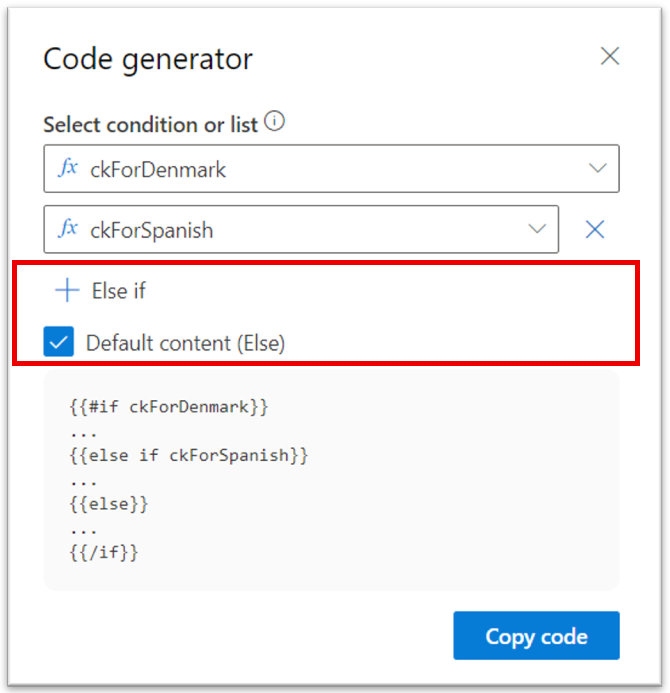 Code generator
Select condition or list
fx ckForDenmark
fx ckForSpanish
Else if
Default content (Else)
{{#if ckForDenmark}}
...
{{else if ckForSpanish}}
...
{{else}}
...
{{/if}}
Copy code